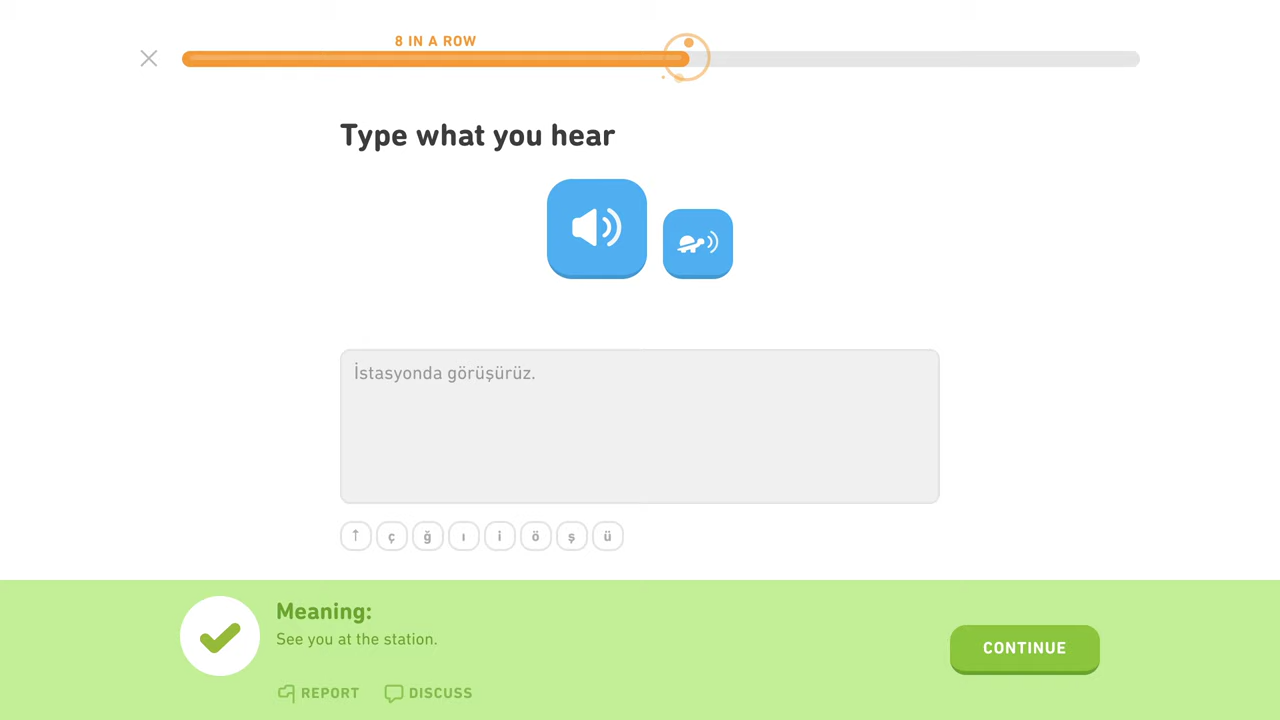 8 IN A ROW
Type what you hear
İstasyonda görüşürüz.
↑ ç ğ ı i ö ş ü
Meaning:
See you at the station.
CONTINUE
REPORT DISCUSS